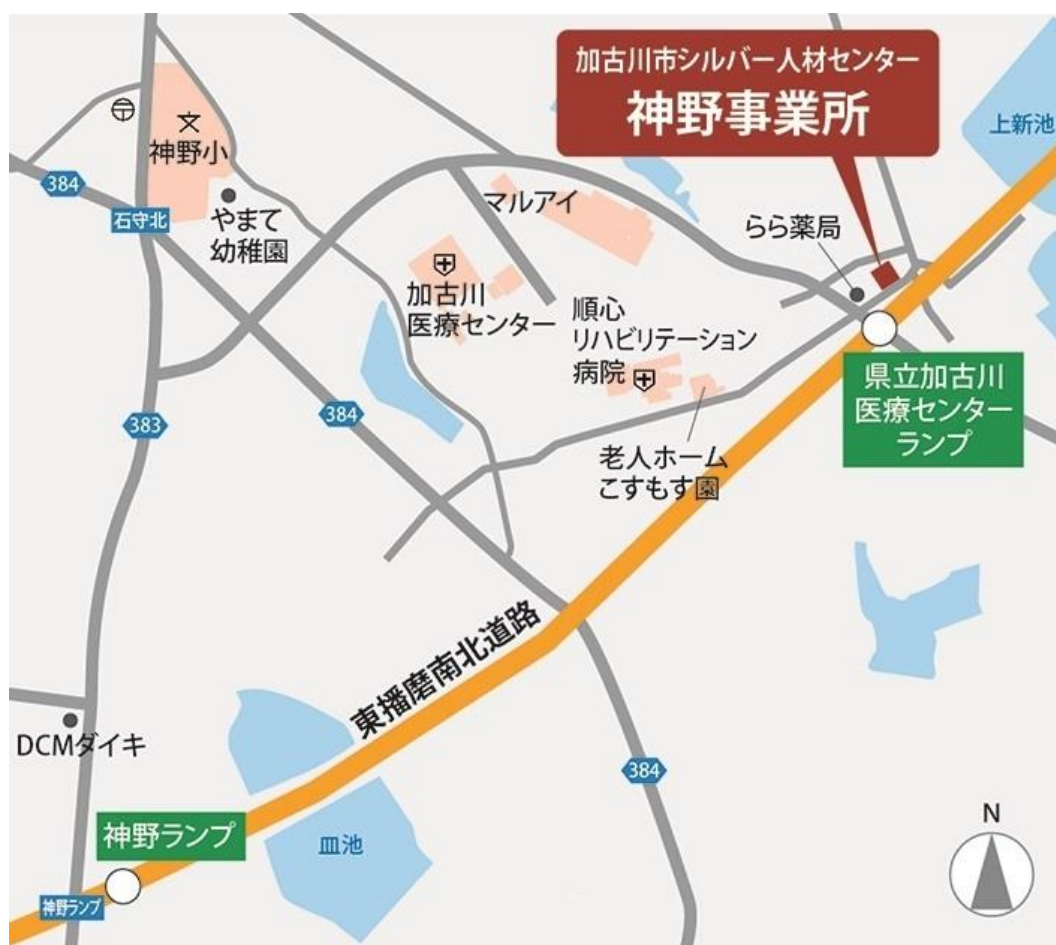 加古川市シルバー人材センター
神野事業所
上新池
文
神野小
384
石守北
やまて
幼稚園
マルアイ
らら薬局
加古川
医療センター
順心
リハビリテーション
病院
県立加古川
医療センター
ランプ
384
383
老人ホーム
こすもす園
東播磨南北道路
DCMダイキ
384
神野ランプ
皿池
N
神野ランプ